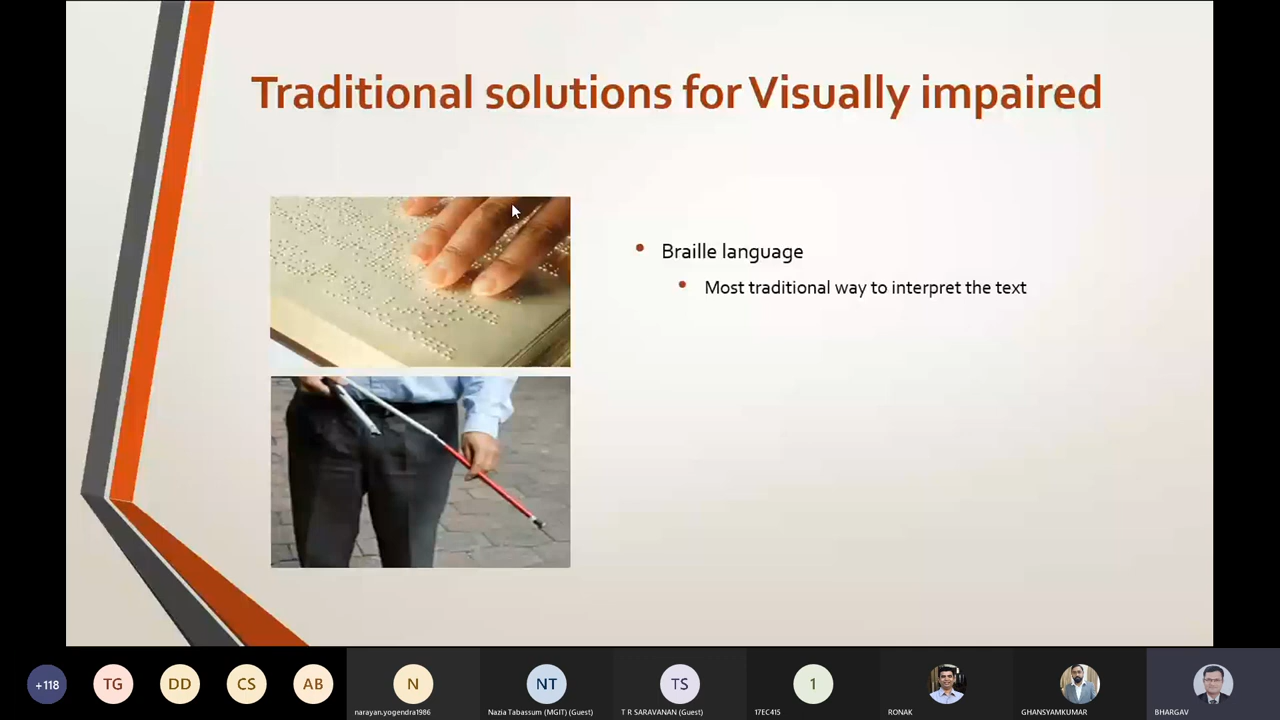 Traditional solutions for Visually impaired
Braille language
Most traditional way to interpret the text
+118
TG
DD
CS
AB
N
NT
TS
1
narayan.yogendra1986
Nazia Tabassum (MGIT) (Guest)
T R SARAVANAN (Guest)
17EC415
RONAK
GHANSYAMKUMAR
BHARGAV